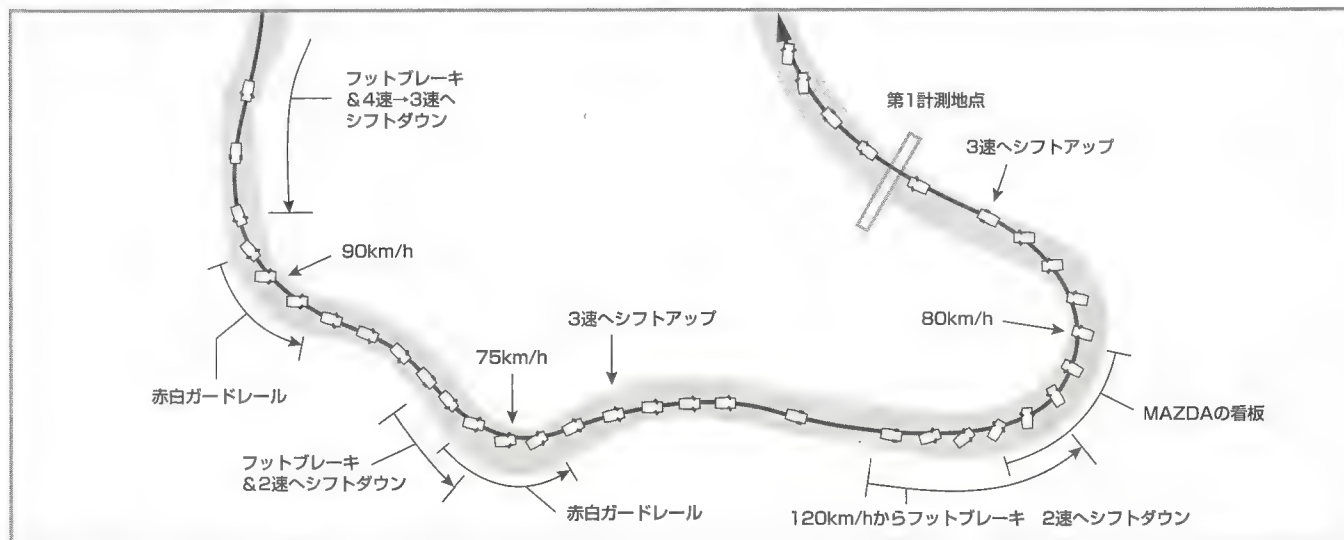 フットブレーキ
&4速→3速へ
シフトダウン
第1計測地点
3速へシフトアップ
90km/h
3速へシフトアップ
80km/h
75km/h
赤白ガードレール
MAZDAの看板
フットブレーキ
&2速へシフトダウン
赤白ガードレール
120km/hからフットブレーキ 2速へシフトダウン